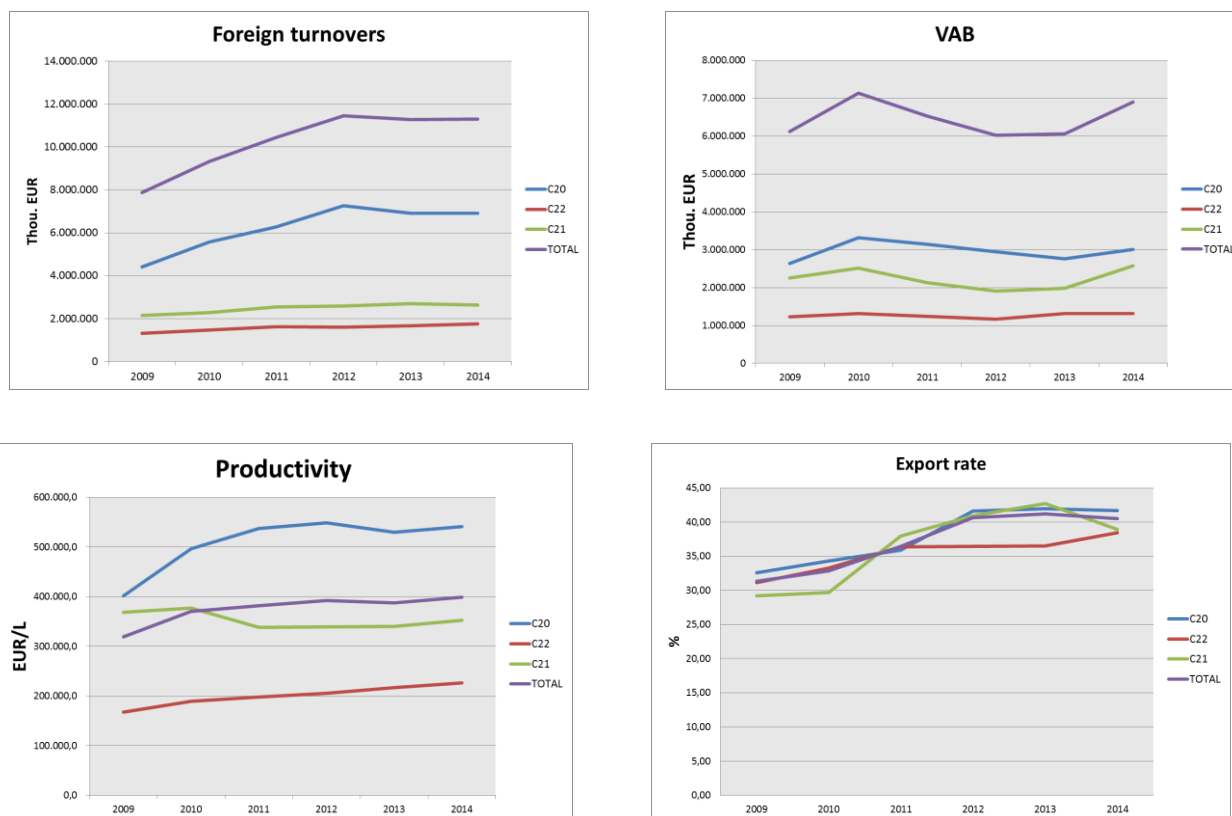 Foreign turnovers
14.000.000
12.000.000
10.000.000
8.000.000
6.000.000
4.000.000
2.000.000
0
Thou. EUR
2009 2010 2011 2012 2013 2014
C20
C22
C21
TOTAL
VAB
8.000.000
7.000.000
6.000.000
5.000.000
4.000.000
3.000.000
2.000.000
1.000.000
0
Thou. EUR
2009 2010 2011 2012 2013 2014
C20
C22
C21
TOTAL
Productivity
600.000,0
500.000,0
400.000,0
300.000,0
200.000,0
100.000,0
0,0
EUR/L
2009 2010 2011 2012 2013 2014
C20
C22
C21
TOTAL
Export rate
45,00
40,00
35,00
30,00
25,00
20,00
15,00
10,00
5,00
0,00
%
2009 2010 2011 2012 2013 2014
C20
C22
C21
TOTAL